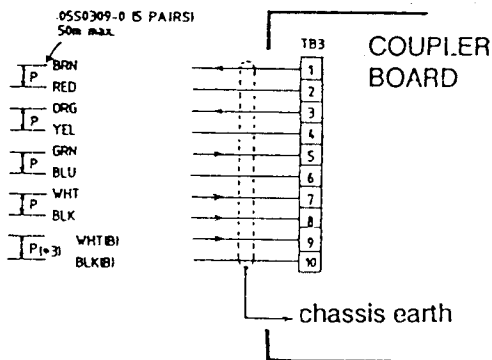 05S0309-0 (5 PAIRS)
50m max.
TB3
COUPLER
BOARD
P BRN 1
RED 2
P ORG 3
YEL 4
P GRN 5
BLU 6
P WHT 7
BLK 8
P(*3) WHT(B) 9
BLK(B) 10
chassis earth